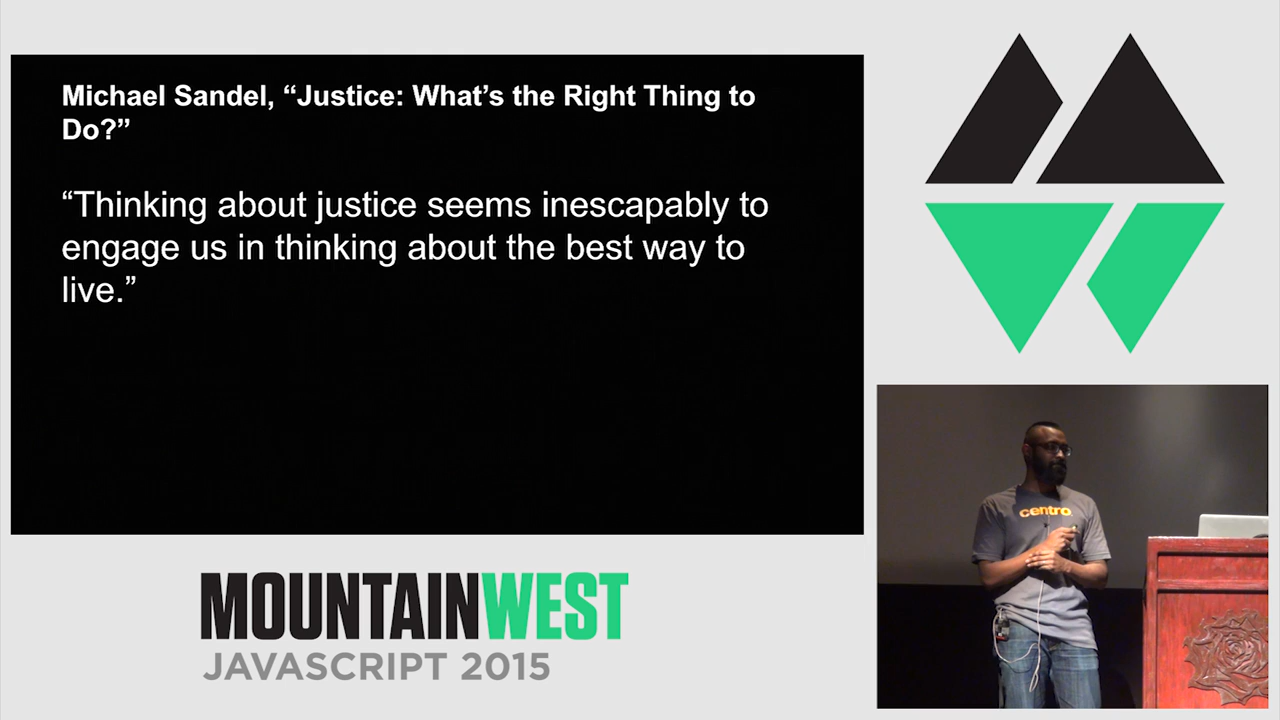 Michael Sandel, “Justice: What’s the Right Thing to
Do?”
“Thinking about justice seems inescapably to
engage us in thinking about the best way to
live.”
centro
MOUNTAINWEST
JAVASCRIPT 2015